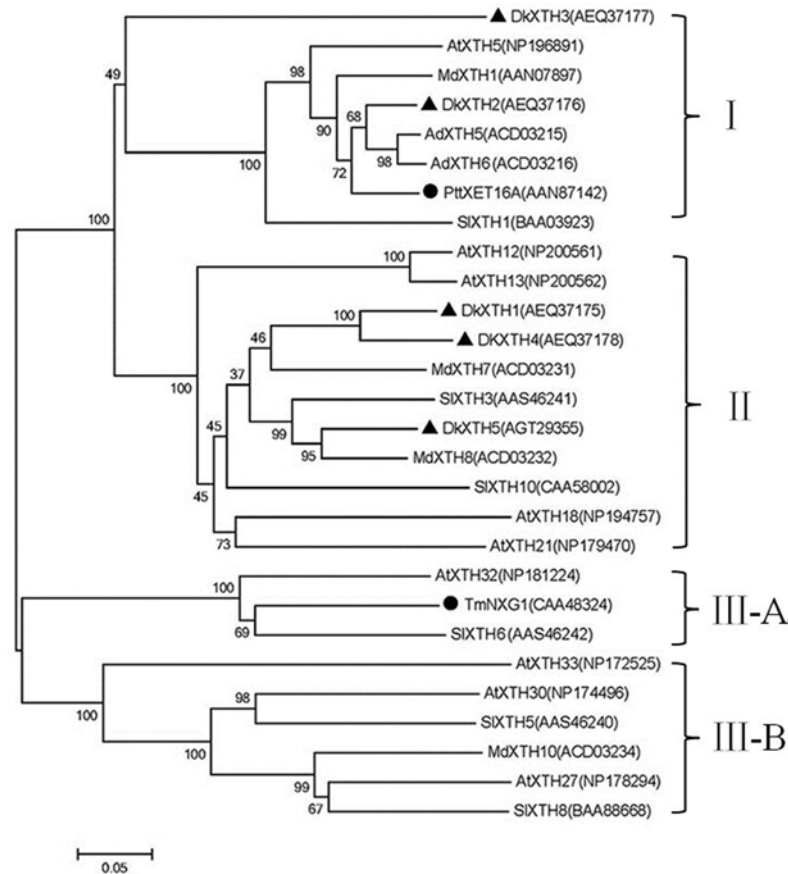 DkXTH3(AEQ37177)
AtXTH5(NP196891)
49
98
MdXTH1(AAN07897)
DkXTH2(AEQ37176)
68
I
90
AdXTH5(ACD03215)
98
AdXTH6(ACD03216)
100
72
PttXET16A(AAN87142)
SlXTH1(BAA03923)
100
AtXTH12(NP200561)
100
AtXTH13(NP200562)
DkXTH1(AEQ37175)
100
46
DKXTH4(AEQ37178)
100
37
MdXTH7(ACD03231)
SlXTH3(AAS46241)
II
45
99
DkXTH5(AGT29355)
95
MdXTH8(ACD03232)
45
SlXTH10(CAA58002)
AtXTH18(NP194757)
73
AtXTH21(NP179470)
100
AtXTH32(NP181224)
TmNXG1(CAA48324)
III-A
69
SlXTH6(AAS46242)
AtXTH33(NP172525)
100
98
AtXTH30(NP174496)
SlXTH5(AAS46240)
III-B
100
MdXTH10(ACD03234)
99
AtXTH27(NP178294)
67
SlXTH8(BAA88668)
0.05